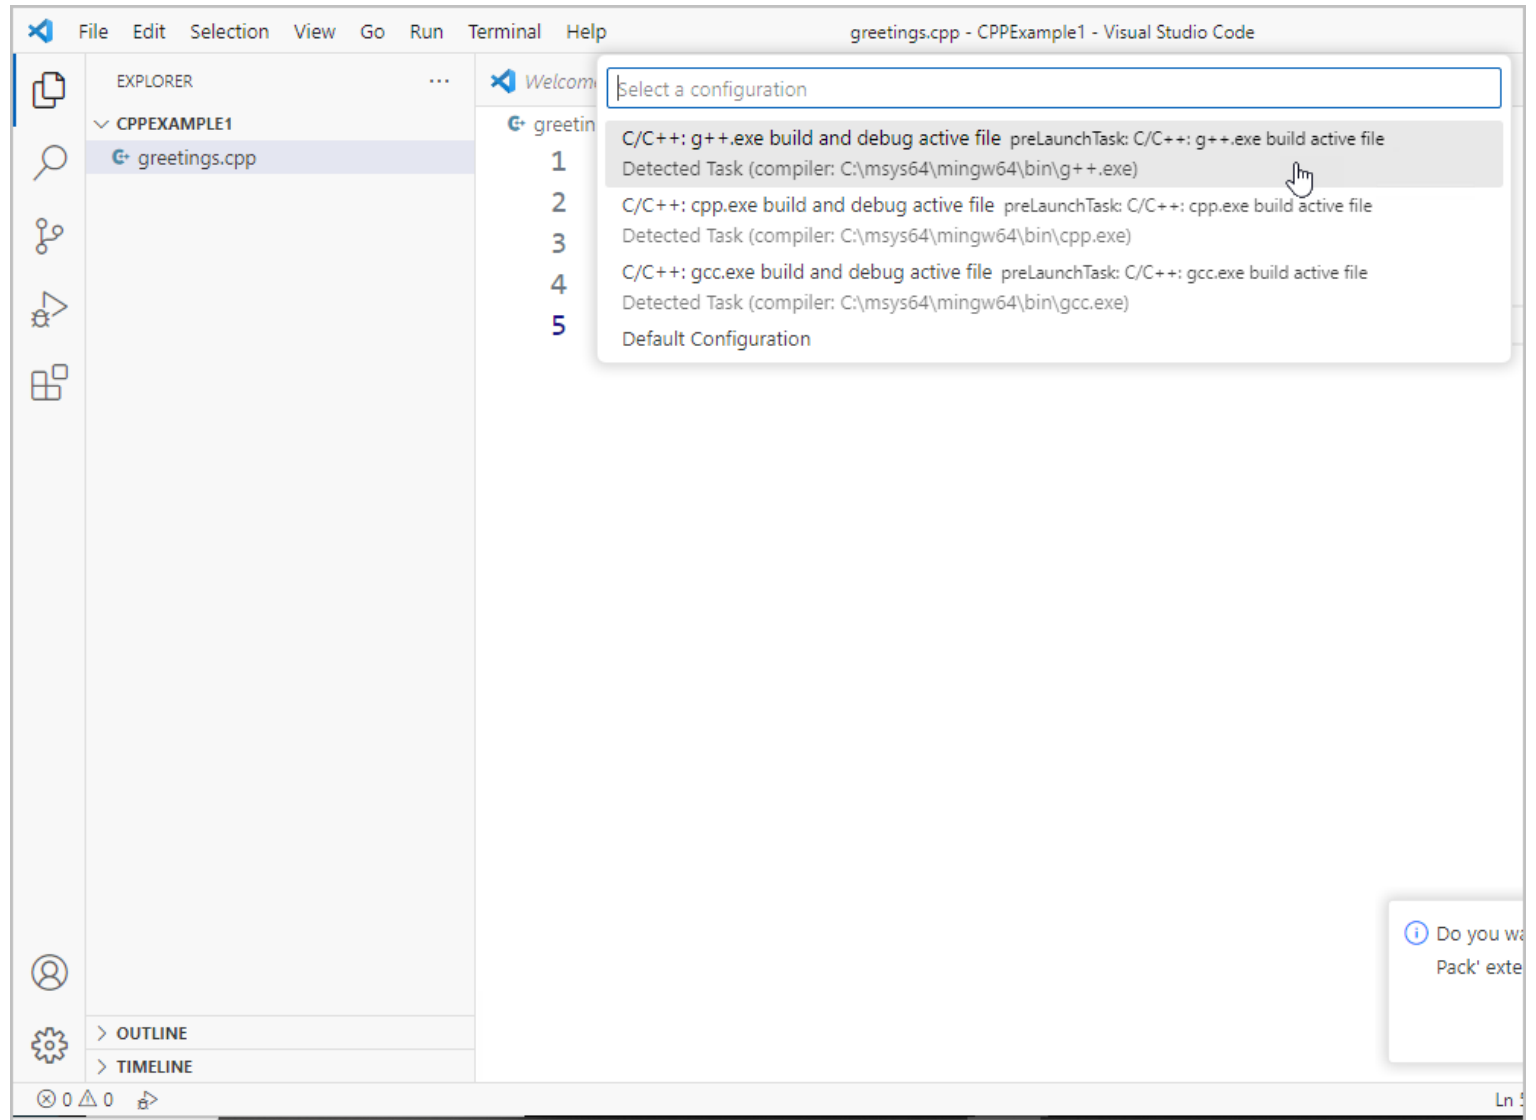 File Edit Selection View Go Run Terminal Help greetings.cpp - CPPExample1 - Visual Studio Code
EXPLORER ···
CPPEXAMPLE1
greetings.cpp
Welcome
greetin
1
2
3
4
5
Select a configuration
C/C++: g++.exe build and debug active file preLaunchTask: C/C++: g++.exe build active file
Detected Task (compiler: C:\msys64\mingw64\bin\g++.exe)
C/C++: cpp.exe build and debug active file preLaunchTask: C/C++: cpp.exe build active file
Detected Task (compiler: C:\msys64\mingw64\bin\cpp.exe)
C/C++: gcc.exe build and debug active file preLaunchTask: C/C++: gcc.exe build active file
Detected Task (compiler: C:\msys64\mingw64\bin\gcc.exe)
Default Configuration
Do you wa
Pack' exte
OUTLINE
TIMELINE
0 0
Ln